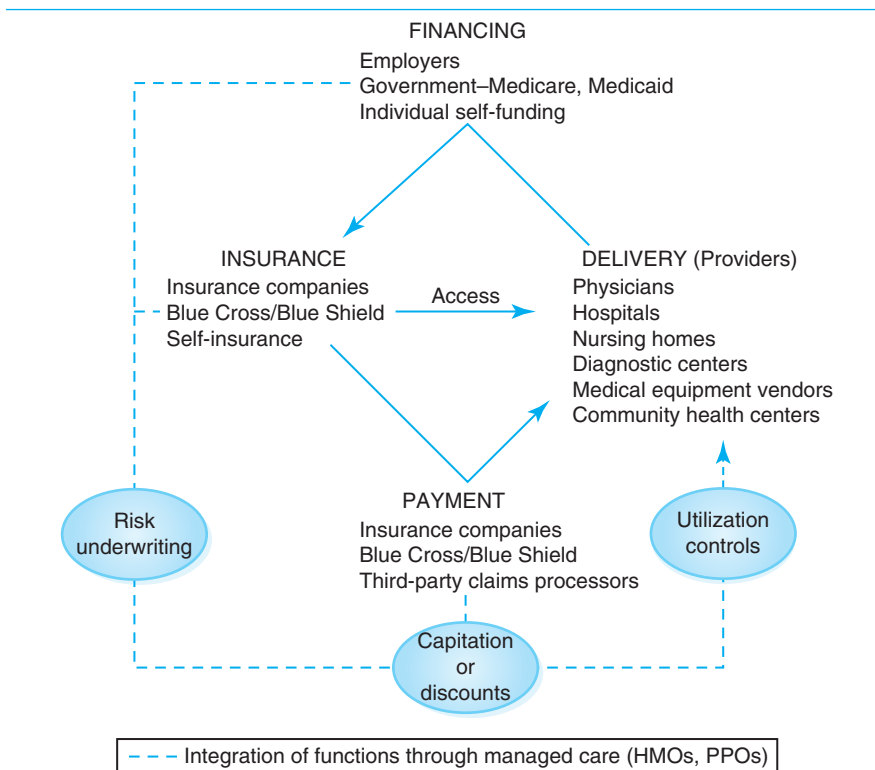 FINANCING
Employers
Government–Medicare, Medicaid
Individual self-funding
INSURANCE
Insurance companies
Blue Cross/Blue Shield
Self-insurance
Access
DELIVERY (Providers)
Physicians
Hospitals
Nursing homes
Diagnostic centers
Medical equipment vendors
Community health centers
PAYMENT
Insurance companies
Blue Cross/Blue Shield
Third-party claims processors
Risk
underwriting
Utilization
controls
Capitation
or
discounts
Integration of functions through managed care (HMOs, PPOs)